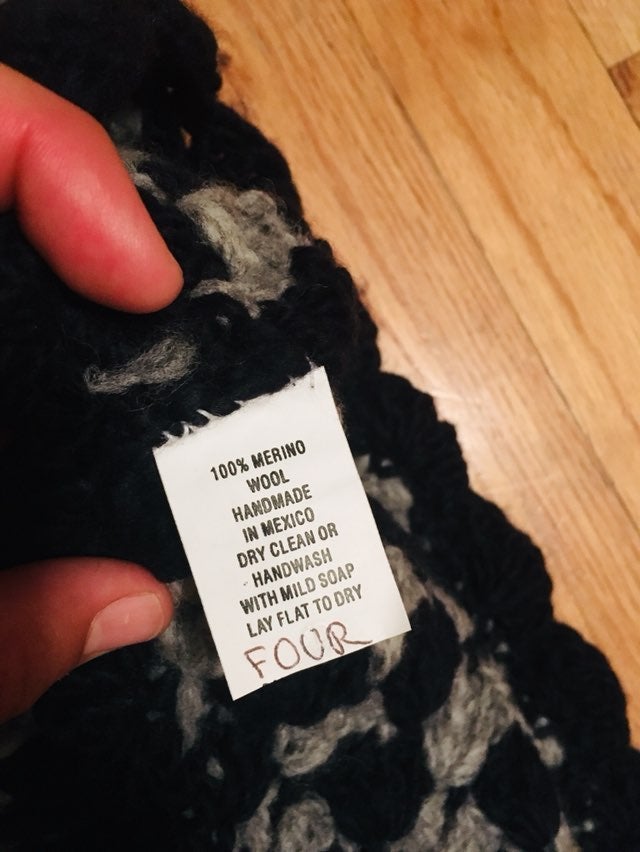 100% MERINO
WOOL
HANDMADE
IN MEXICO
DRY CLEAN OR
HANDWASH
WITH MILD SOAP
LAY FLAT TO DRY
FOUR